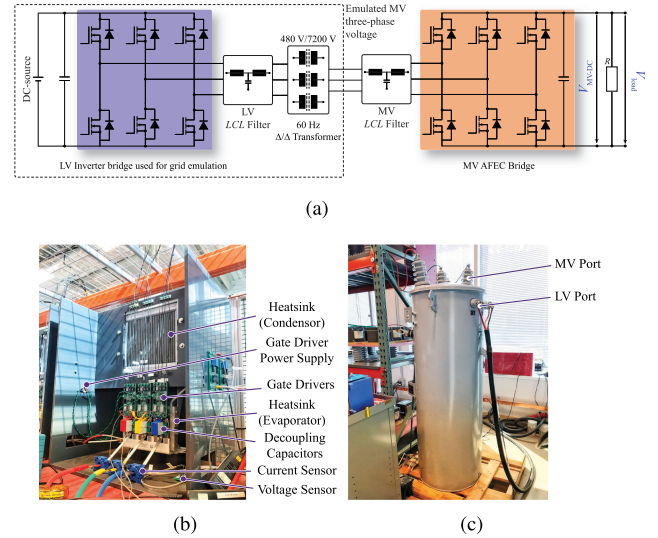 Emulated MV
three-phase
voltage
480 V/7200 V
DC-source
LV
LCL Filter
60 Hz
Δ/Δ Transformer
MV
LCL Filter
V MV-DC
R
V load
LV Inverter bridge used for grid emulation
MV AFEC Bridge
(a)
Heatsink
(Condensor)
Gate Driver
Power Supply
Gate Drivers
Heatsink
(Evaporator)
Decoupling
Capacitors
Current Sensor
Voltage Sensor
(b)
MV Port
LV Port
(c)